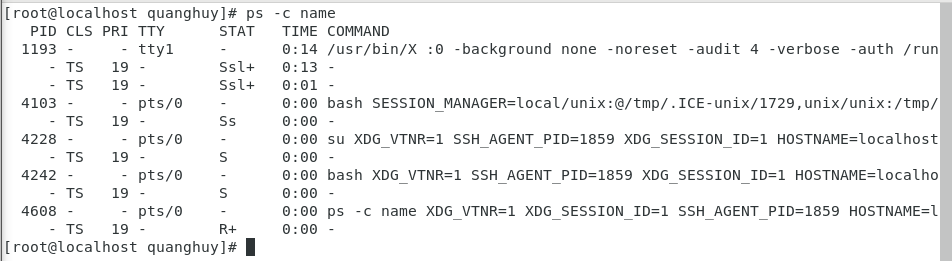 [root@localhost quanghuy]# ps -c name
  PID CLS PRI TTY      STAT   TIME COMMAND
 1193 -     - tty1     -      0:14 /usr/bin/X :0 -background none -noreset -audit 4 -verbose -auth /run
    - TS   19 -        Ssl+   0:13 -
    - TS   19 -        Ssl+   0:01 -
 4103 -     - pts/0    -      0:00 bash SESSION_MANAGER=local/unix:@/tmp/.ICE-unix/1729,unix/unix:/tmp/
    - TS   19 -        Ss     0:00 -
 4228 -     - pts/0    -      0:00 su XDG_VTNR=1 SSH_AGENT_PID=1859 XDG_SESSION_ID=1 HOSTNAME=localhost
    - TS   19 -        S      0:00 -
 4242 -     - pts/0    -      0:00 bash XDG_VTNR=1 SSH_AGENT_PID=1859 XDG_SESSION_ID=1 HOSTNAME=localho
    - TS   19 -        S      0:00 -
 4608 -     - pts/0    -      0:00 ps -c name XDG_VTNR=1 XDG_SESSION_ID=1 SSH_AGENT_PID=1859 HOSTNAME=l
    - TS   19 -        R+     0:00 -
[root@localhost quanghuy]#